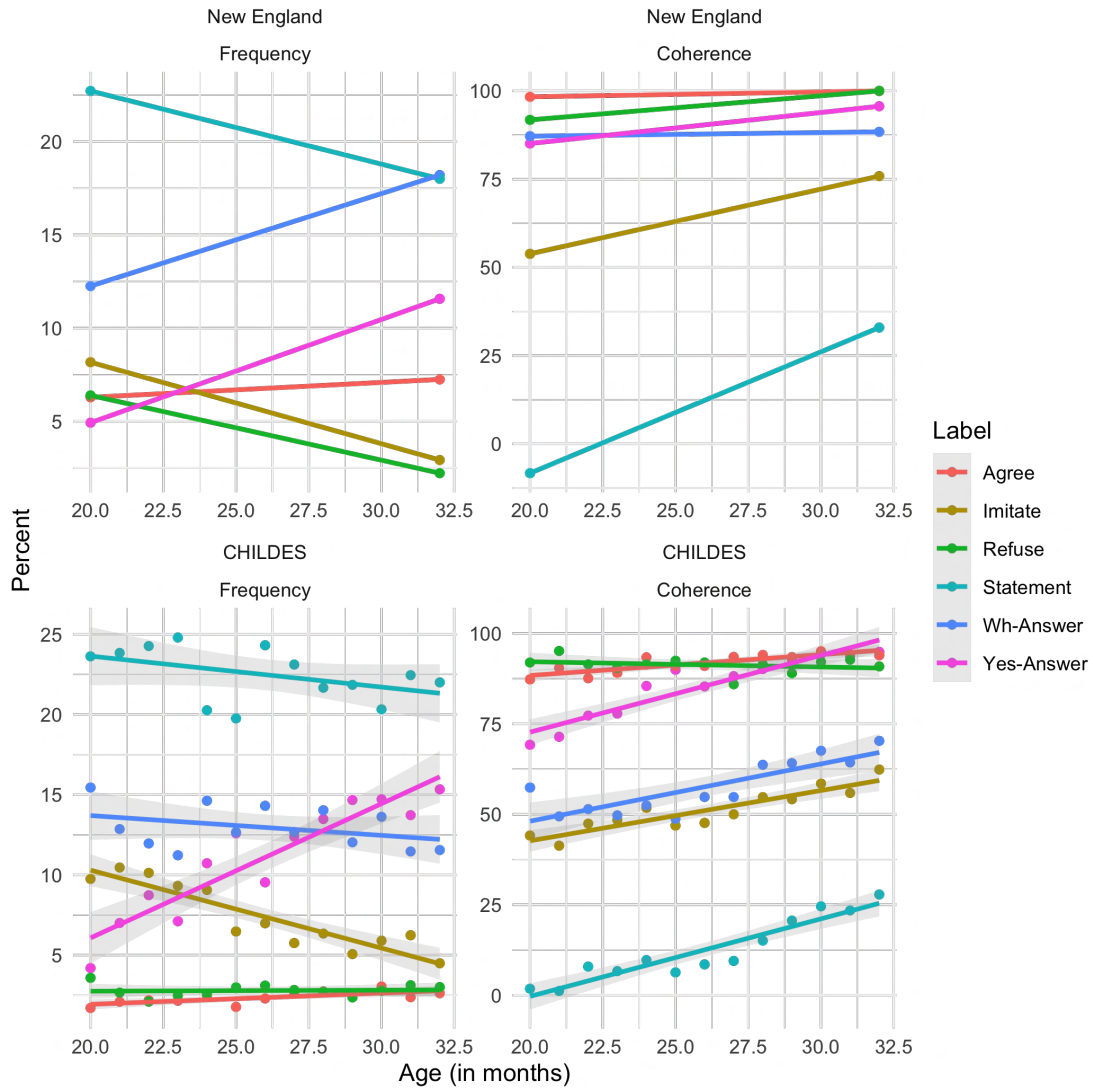 New England
New England
Frequency
Coherence
20
15
10
5
100
75
50
25
0
20.0 22.5 25.0 27.5 30.0 32.5
20.0 22.5 25.0 27.5 30.0 32.5
CHILDES
CHILDES
Frequency
Coherence
25
20
15
10
5
100
75
50
25
0
20.0 22.5 25.0 27.5 30.0 32.5
20.0 22.5 25.0 27.5 30.0 32.5
Percent
Age (in months)
Label
Agree
Imitate
Refuse
Statement
Wh-Answer
Yes-Answer